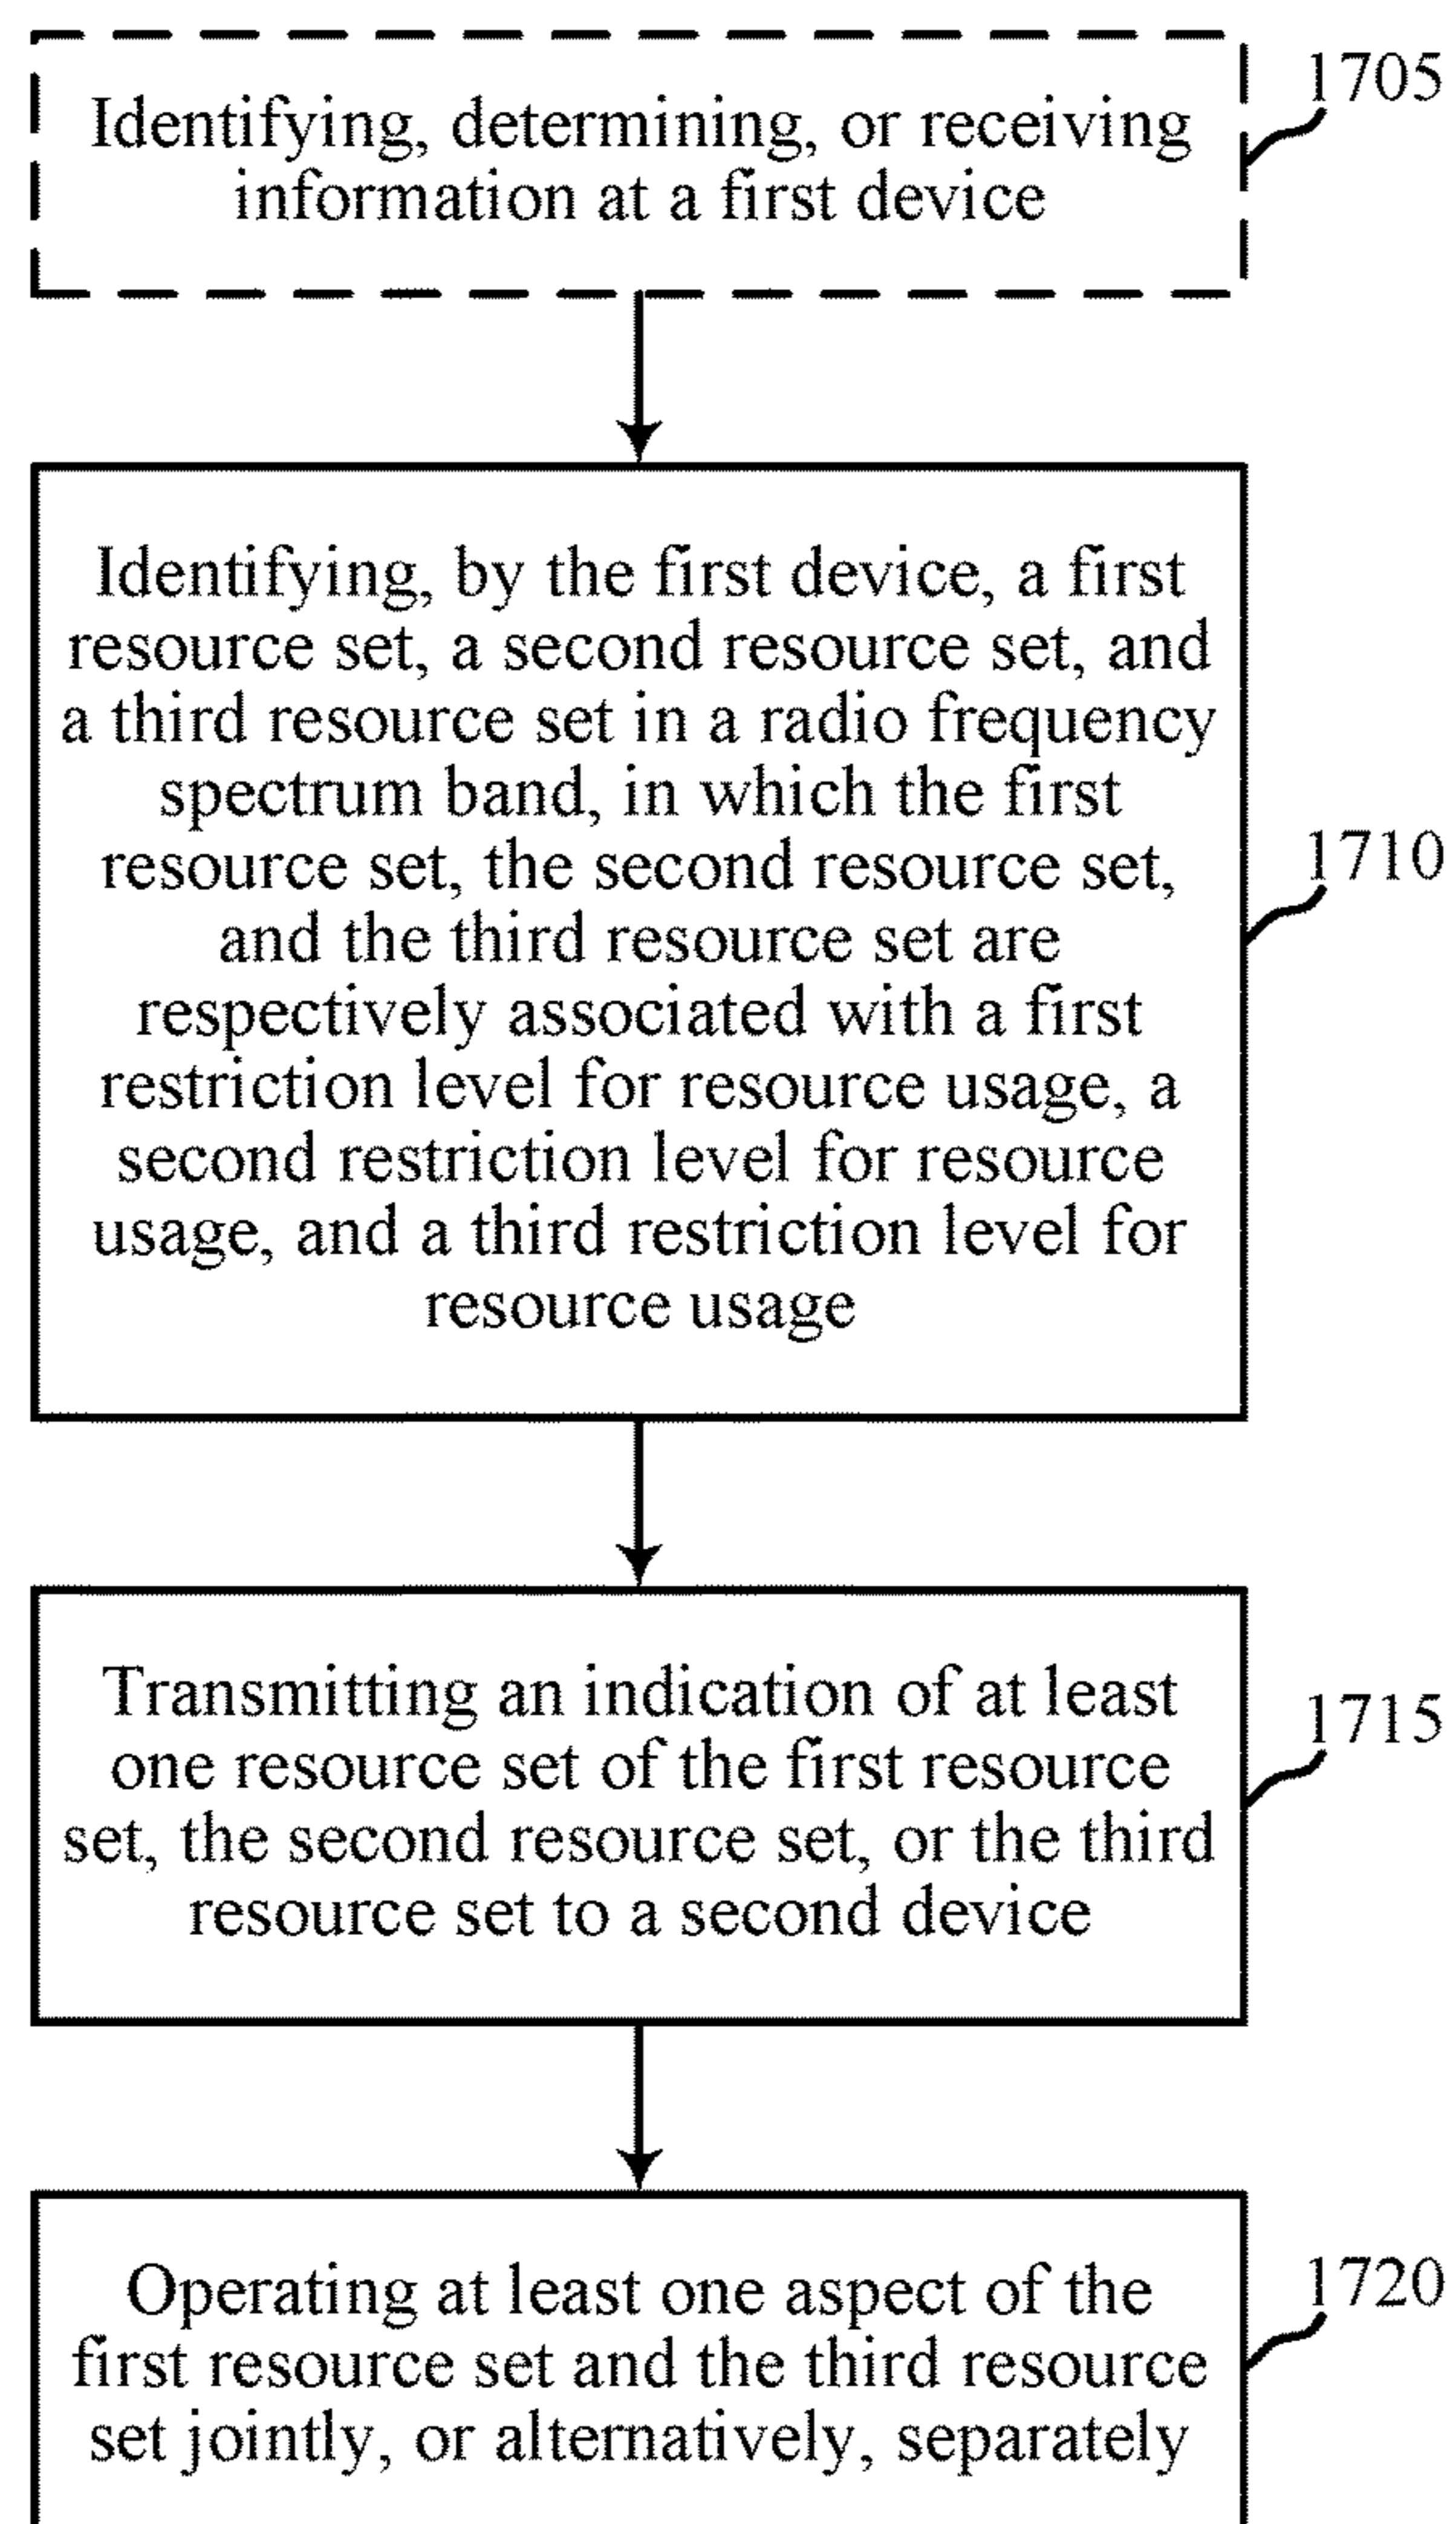 Identifying, determining, or receiving
information at a first device
1705
Identifying, by the first device, a first
resource set, a second resource set, and
a third resource set in a radio frequency
spectrum band, in which the first
resource set, the second resource set,
and the third resource set are
respectively associated with a first
restriction level for resource usage, a
second restriction level for resource
usage, and a third restriction level for
resource usage
1710
Transmitting an indication of at least
one resource set of the first resource
set, the second resource set, or the third
resource set to a second device
1715
Operating at least one aspect of the
first resource set and the third resource
set jointly, or alternatively, separately
1720